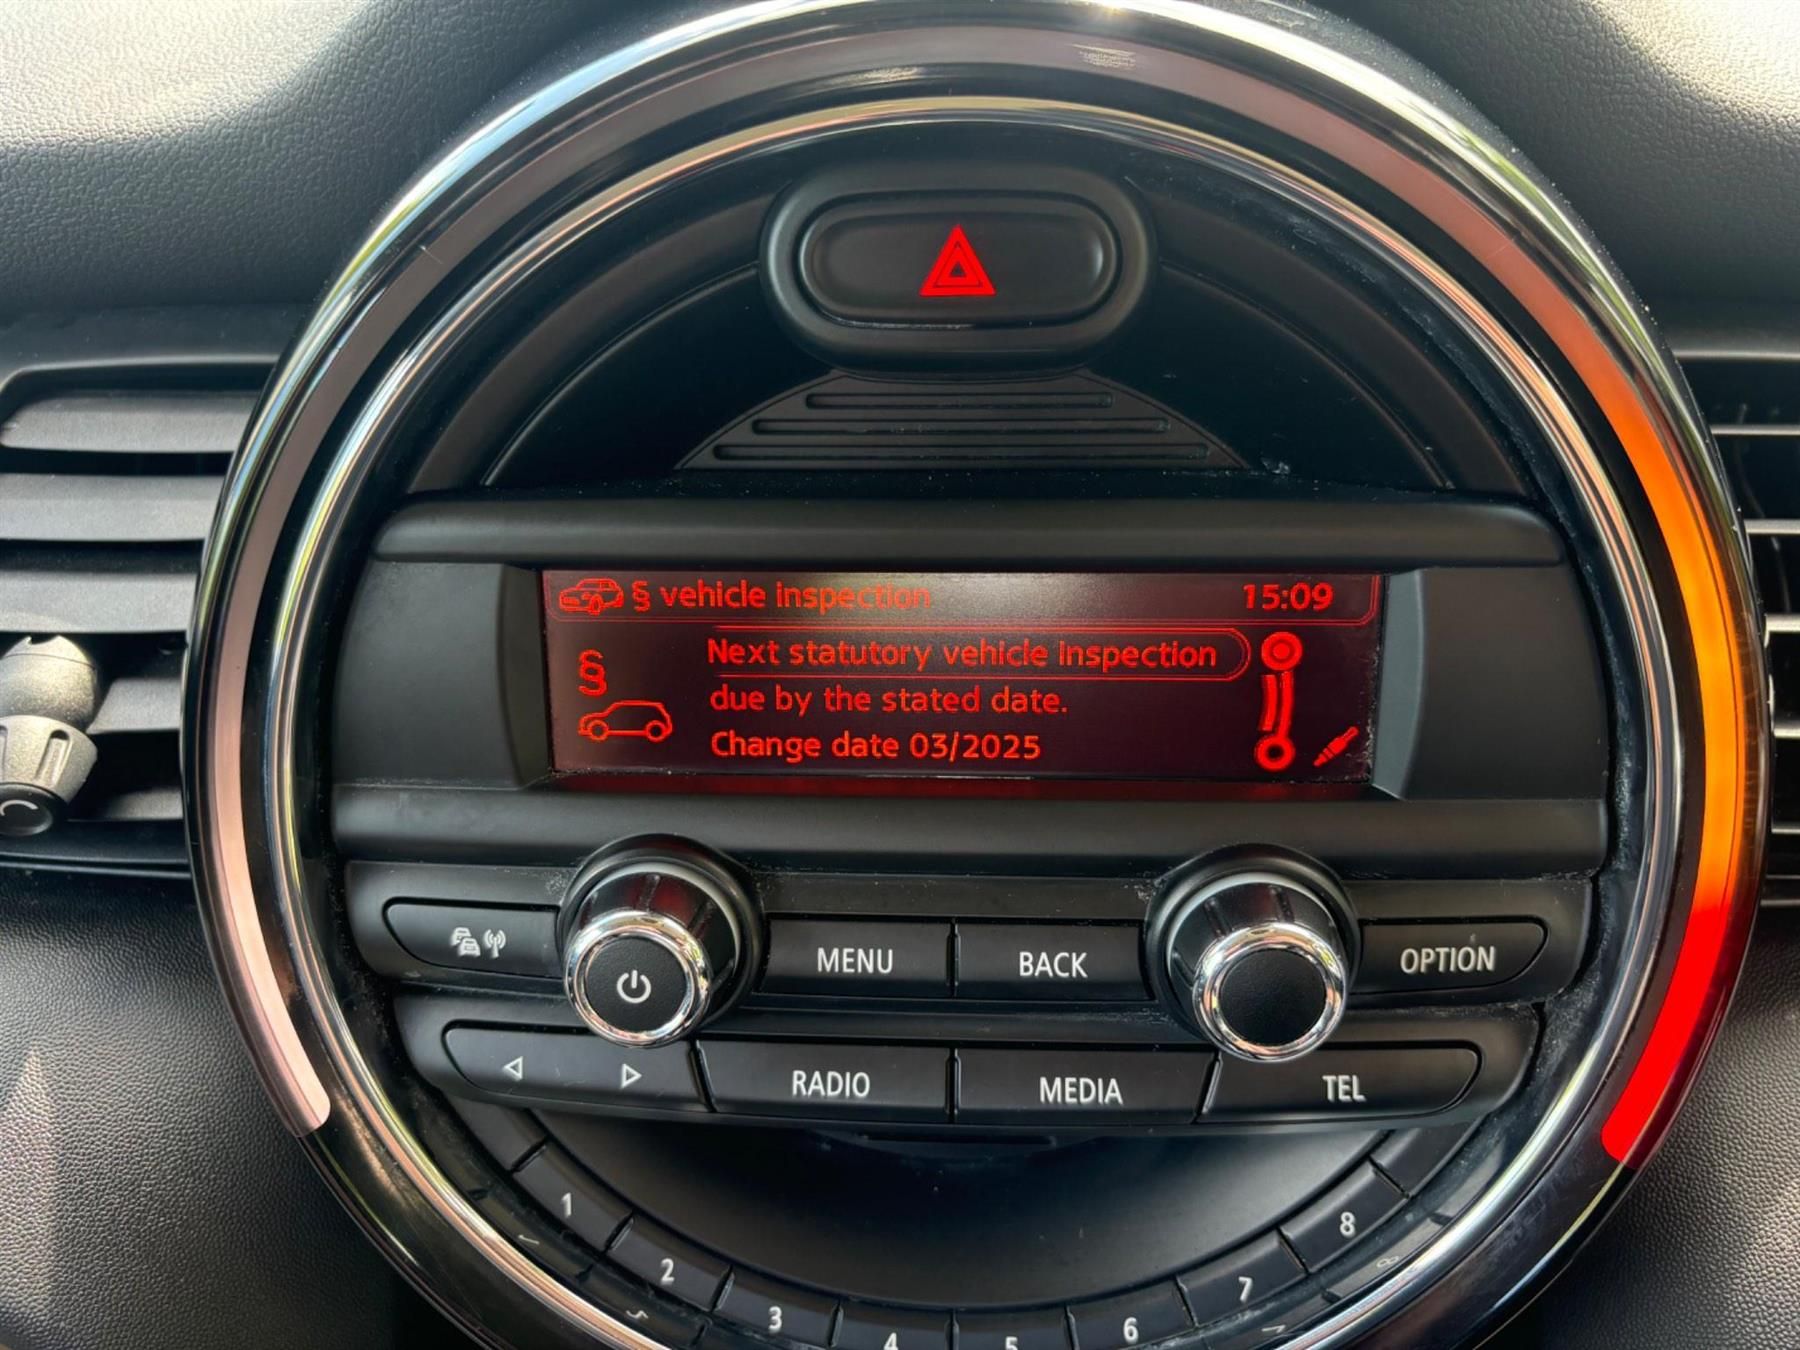 § vehicle inspection 15:09
§ Next statutory vehicle inspection
due by the stated date.
Change date 03/2025
MENU BACK OPTION
RADIO MEDIA TEL
1 2 3 4 5 6 7 8